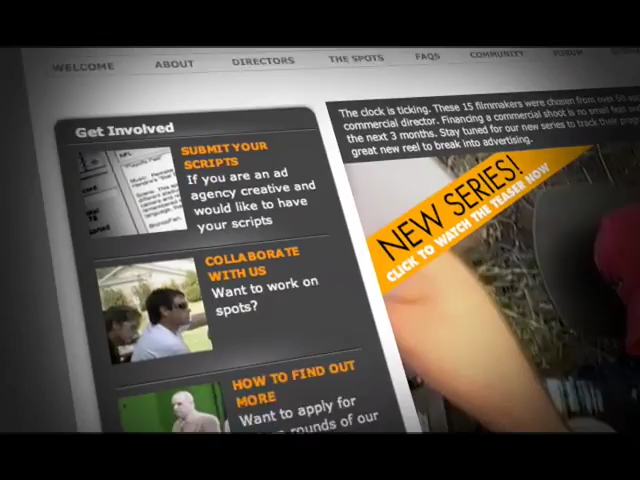 WELCOME ABOUT DIRECTORS THE SPOTS FAQS COMMUNITY FORUM
Get Involved
SUBMIT YOUR
SCRIPTS
If you are an ad
agency creative and
would like to have
your scripts
COLLABORATE
WITH US
Want to work on
spots?
HOW TO FIND OUT
MORE
Want to apply for
rounds of our
The clock is ticking. These 15 filmmakers were chosen from over
commercial director. Financing a commercial shoot is no small feat
the next 3 months. Stay tuned for our new series to track their
great new reel to break into advertising.
NEW SERIES!
CLICK TO WATCH THE TEASER NOW